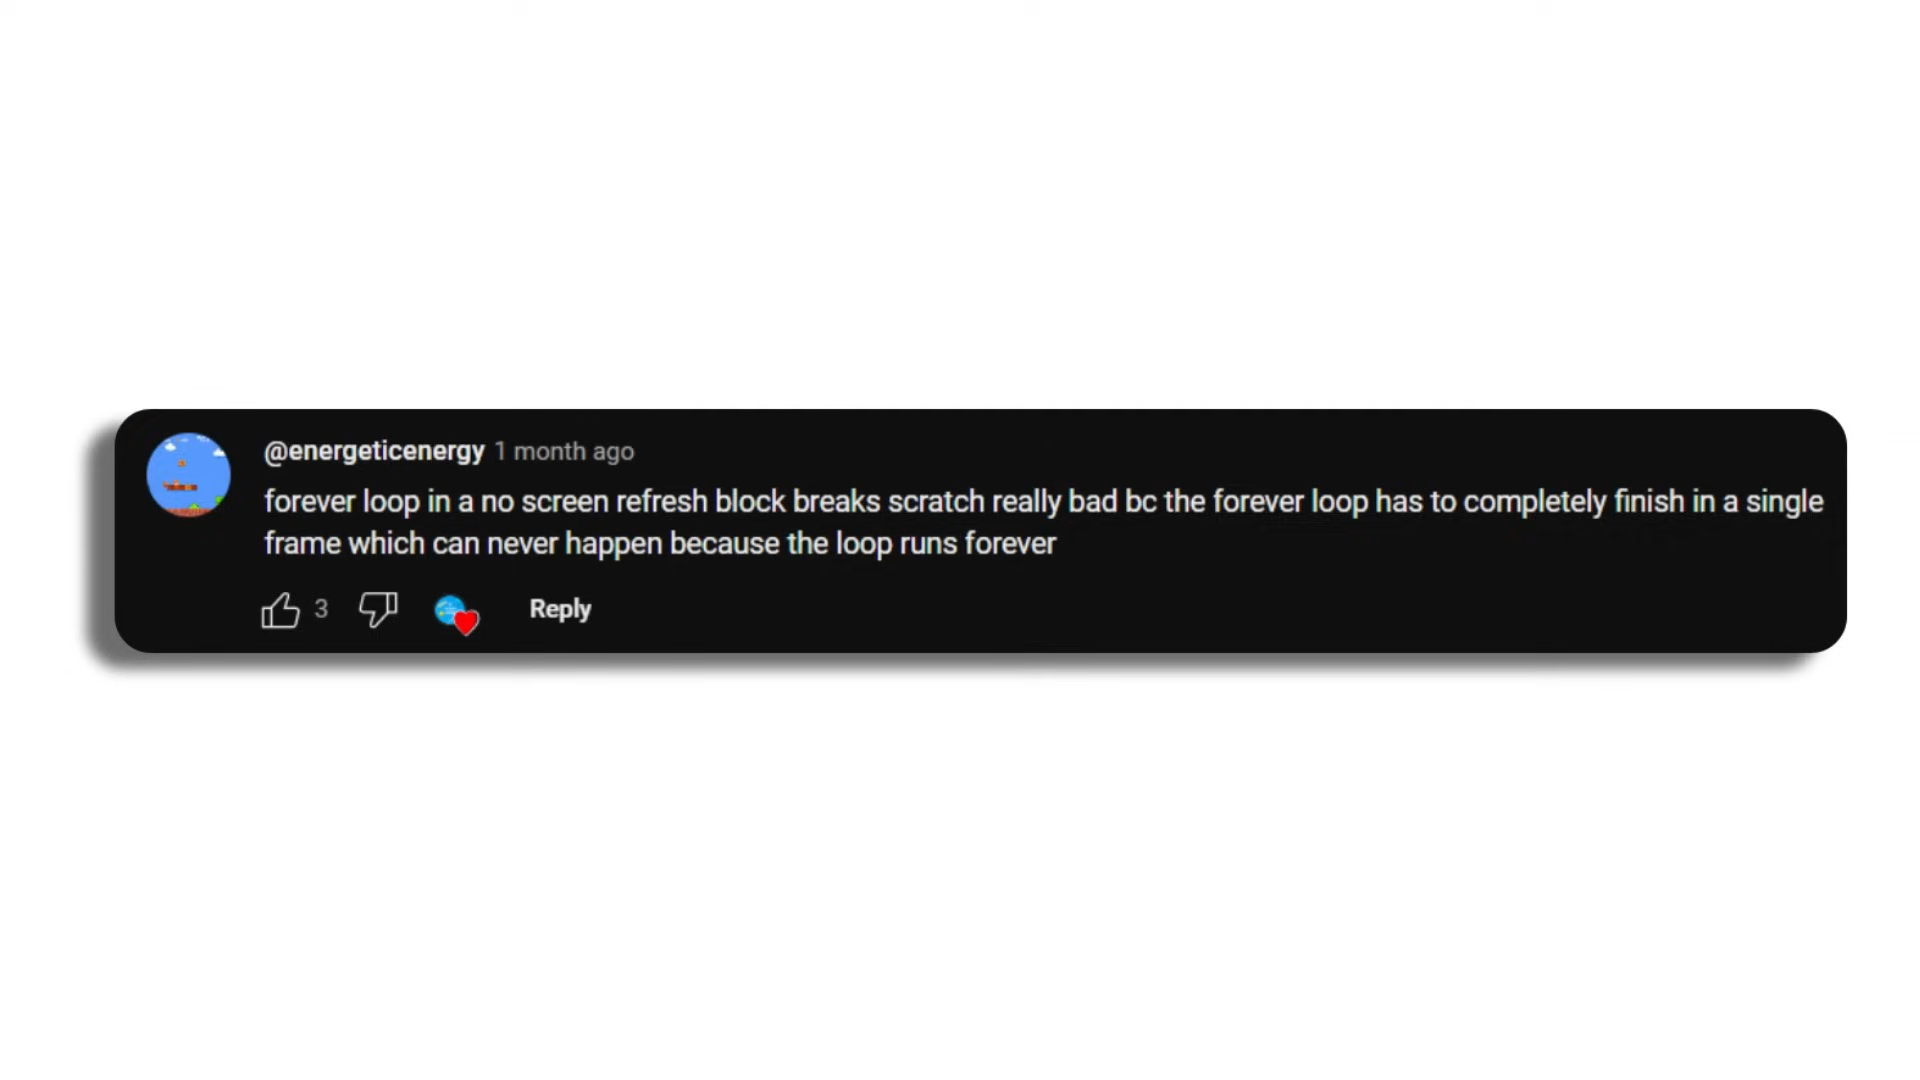 @energeticenergy 1 month ago
forever loop in a no screen refresh block breaks scratch really bad bc the forever loop has to completely finish in a single
frame which can never happen because the loop runs forever
3 Reply